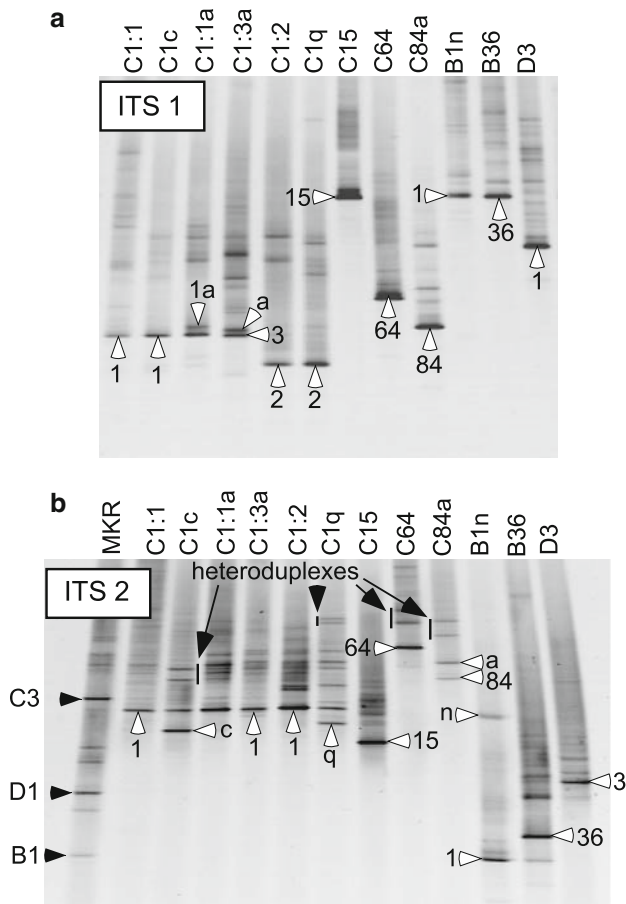 a
C1:1 C1c C1:1a C1:3a C1:2 C1q C15 C64 C84a B1n B36 D3
ITS 1
15 1
36
1a a 1
3 64
1 1 84
2 2
b
MKR C1:1 C1c C1:1a C1:3a C1:2 C1q C15 C64 C84a B1n B36 D3
ITS 2 heteroduplexes
64 a
84
C3 n
1 c 1 1 q 15
D1 3
36
B1 1